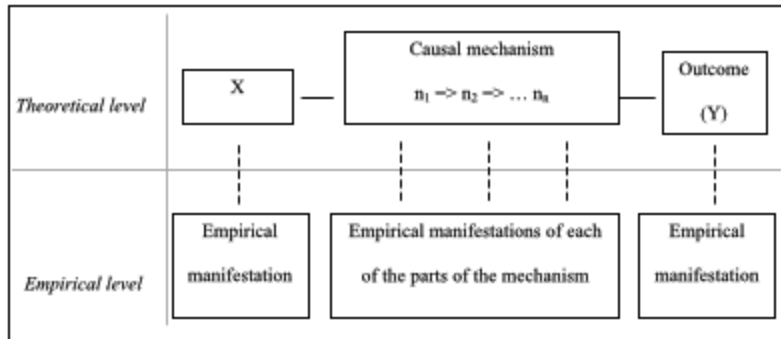 Theoretical level
X
Causal mechanism
n₁ => n₂ => ... nₙ
Outcome
(Y)
Empirical level
Empirical
manifestation
Empirical manifestations of each
of the parts of the mechanism
Empirical
manifestation